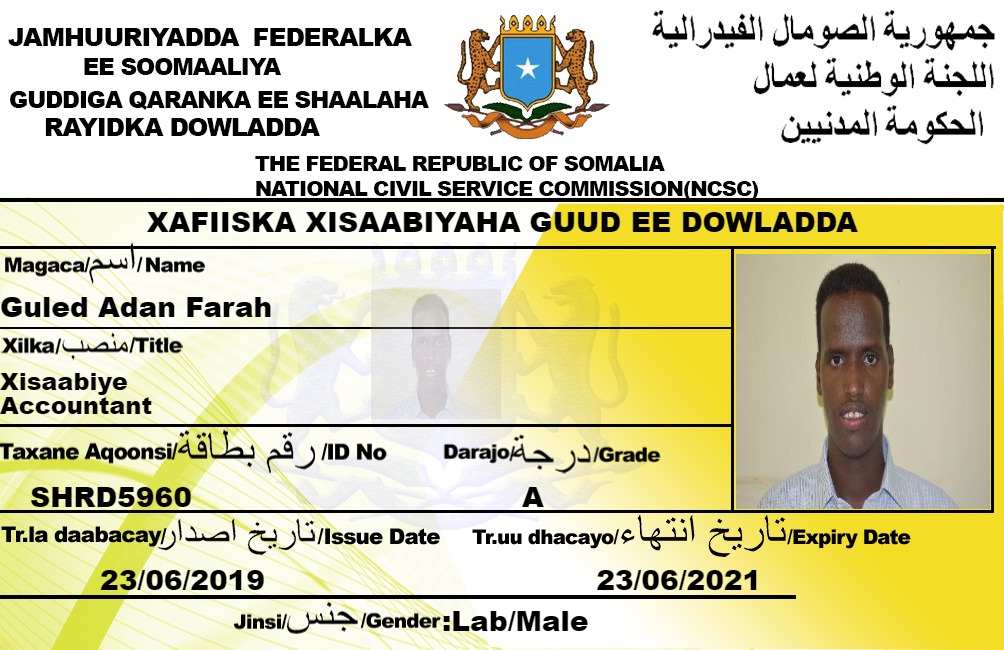 JAMHUURIYADDA FEDERALKA
EE SOOMAALIYA
GUDDIGA QARANKA EE SHAALAHA
RAYIDKA DOWLADDA
جمهورية الصومال الفيدرالية
اللجنة الوطنية لعمال
الحكومة المدنيين
THE FEDERAL REPUBLIC OF SOMALIA
NATIONAL CIVIL SERVICE COMMISSION(NCSC)
XAFIISKA XISAABIYAHA GUUD EE DOWLADDA
Magaca/اسم/Name
Guled Adan Farah
Xilka/منصب/Title
Xisaabiye
Accountant
Taxane Aqoonsi/رقم بطاقة/ID No
Darajo/درجة/Grade
SHRD5960
A
Tr.la daabacay/تاريخ اصدار/Issue Date
Tr.uu dhacayo/تاريخ انتهاء/Expiry Date
23/06/2019
23/06/2021
Jinsi/جنس/Gender:Lab/Male